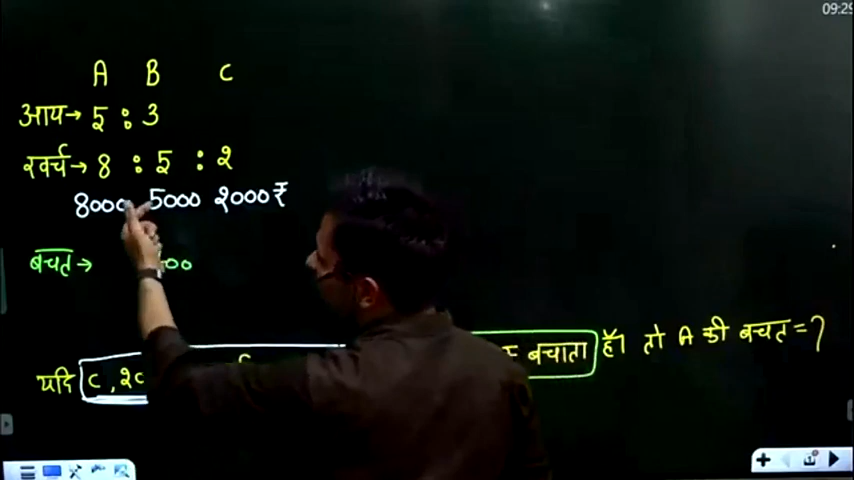 09:29
A B C
आय→ 5 : 3
खर्च→ 8 : 5 : 2
8000 5000 2000₹
बचत→
यदि C, बचाता हैं। तो A की बचत = ?